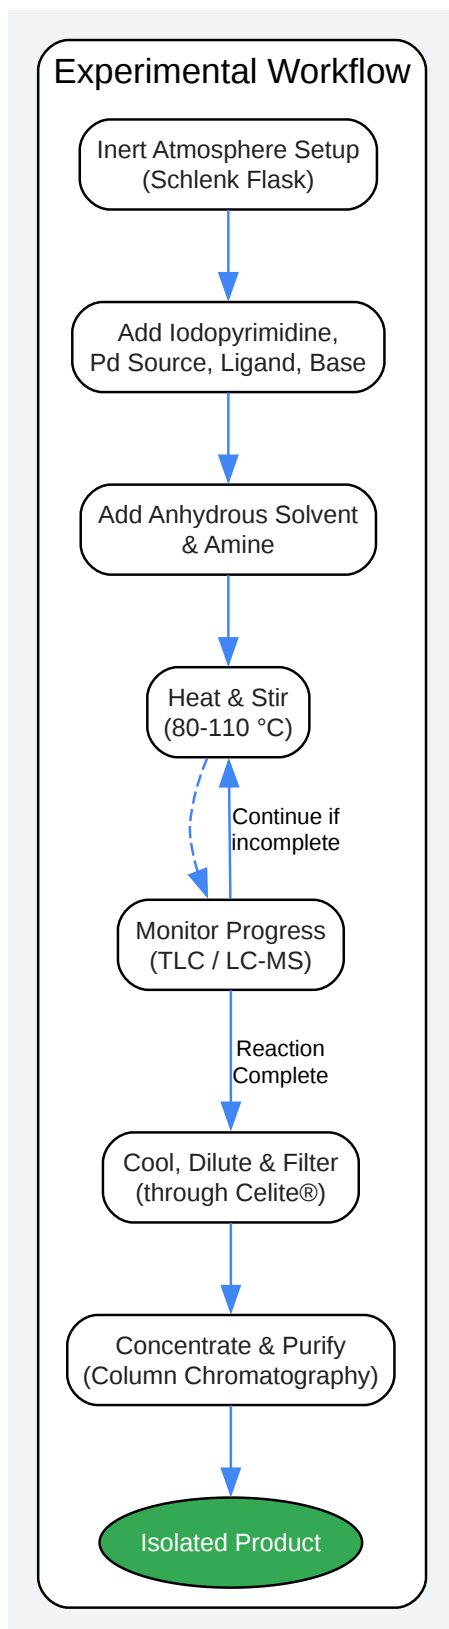 Experimental Workflow
Inert Atmosphere Setup
(Schlenk Flask)
Add Iodopyrimidine,
Pd Source, Ligand, Base
Add Anhydrous Solvent
& Amine
Heat & Stir
(80-110 °C)
Continue if
incomplete
Monitor Progress
(TLC / LC-MS)
Reaction
Complete
Cool, Dilute & Filter
(through Celite®)
Concentrate & Purify
(Column Chromatography)
Isolated Product